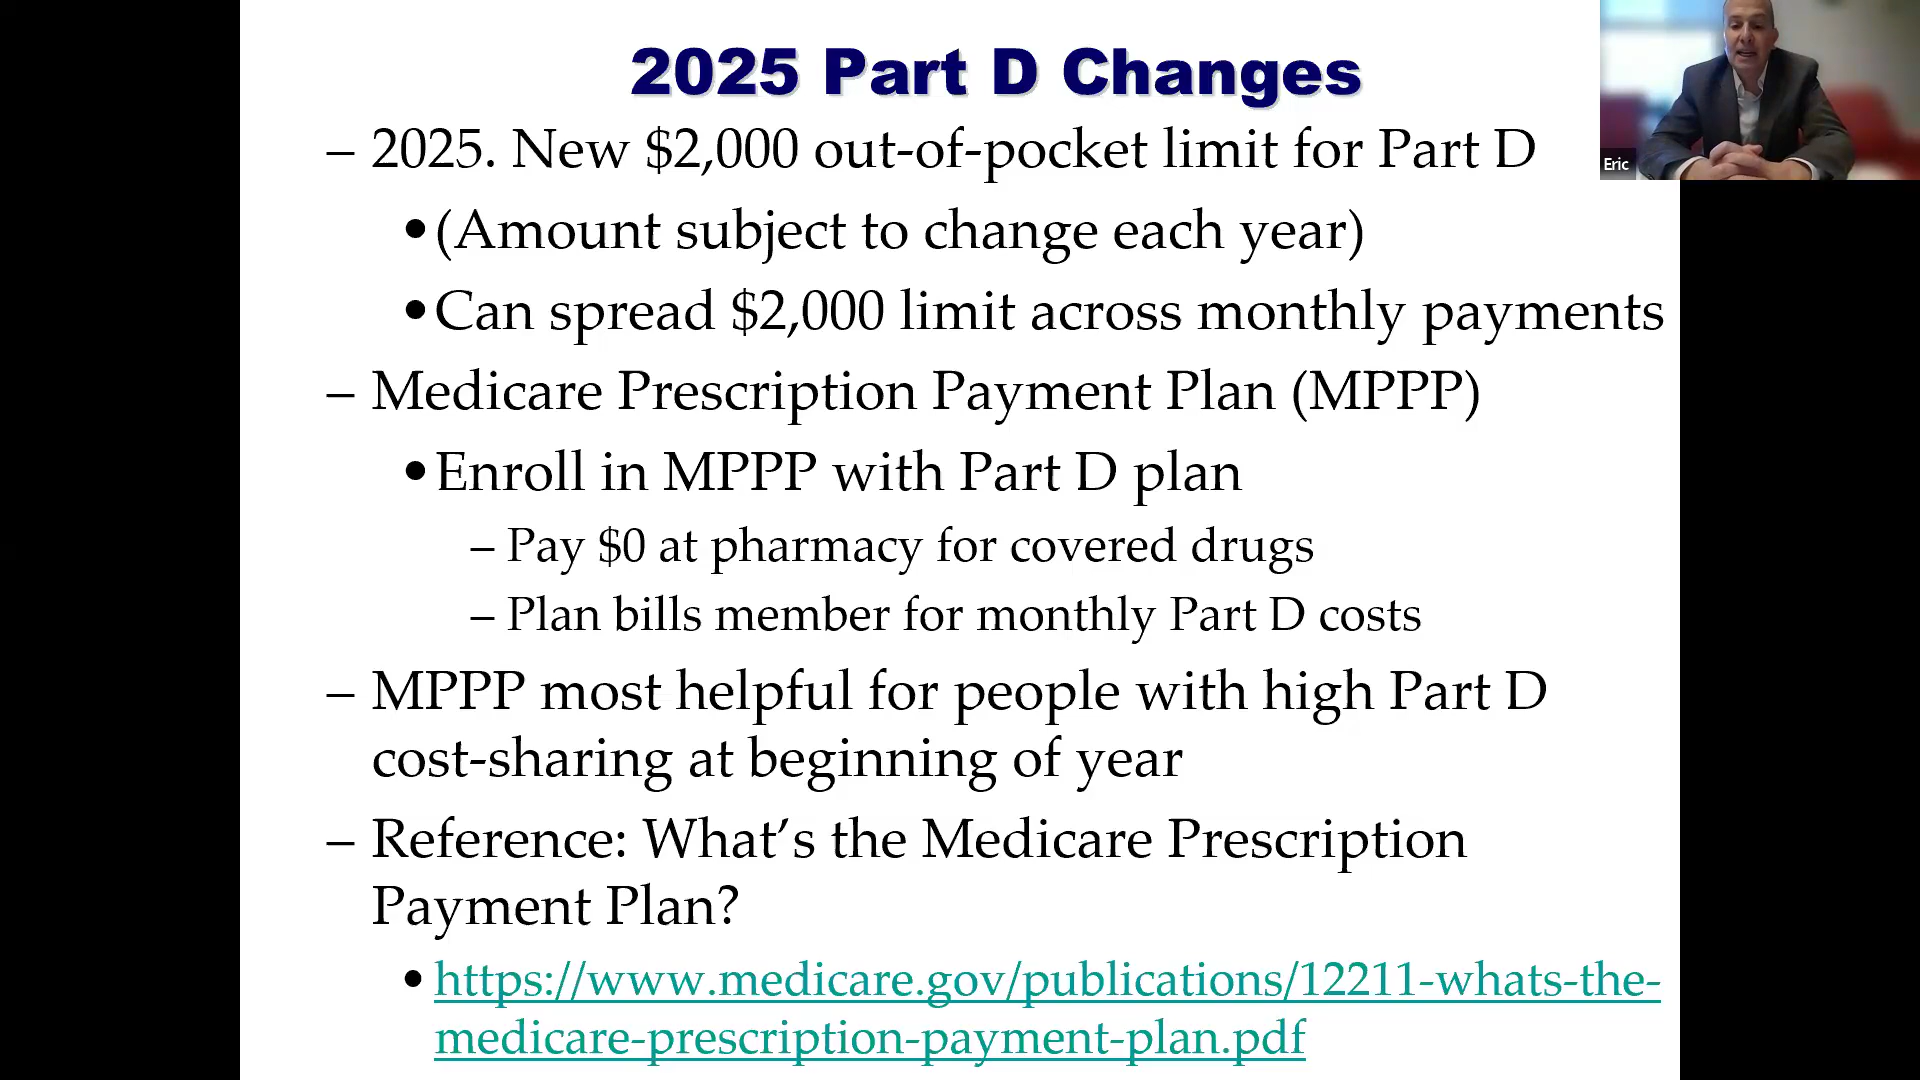 2025 Part D Changes
– 2025. New $2,000 out-of-pocket limit for Part D
•(Amount subject to change each year)
•Can spread $2,000 limit across monthly payments
– Medicare Prescription Payment Plan (MPPP)
•Enroll in MPPP with Part D plan
– Pay $0 at pharmacy for covered drugs
– Plan bills member for monthly Part D costs
– MPPP most helpful for people with high Part D
cost-sharing at beginning of year
– Reference: What’s the Medicare Prescription
Payment Plan?
• https://www.medicare.gov/publications/12211-whats-the-
medicare-prescription-payment-plan.pdf
Eric